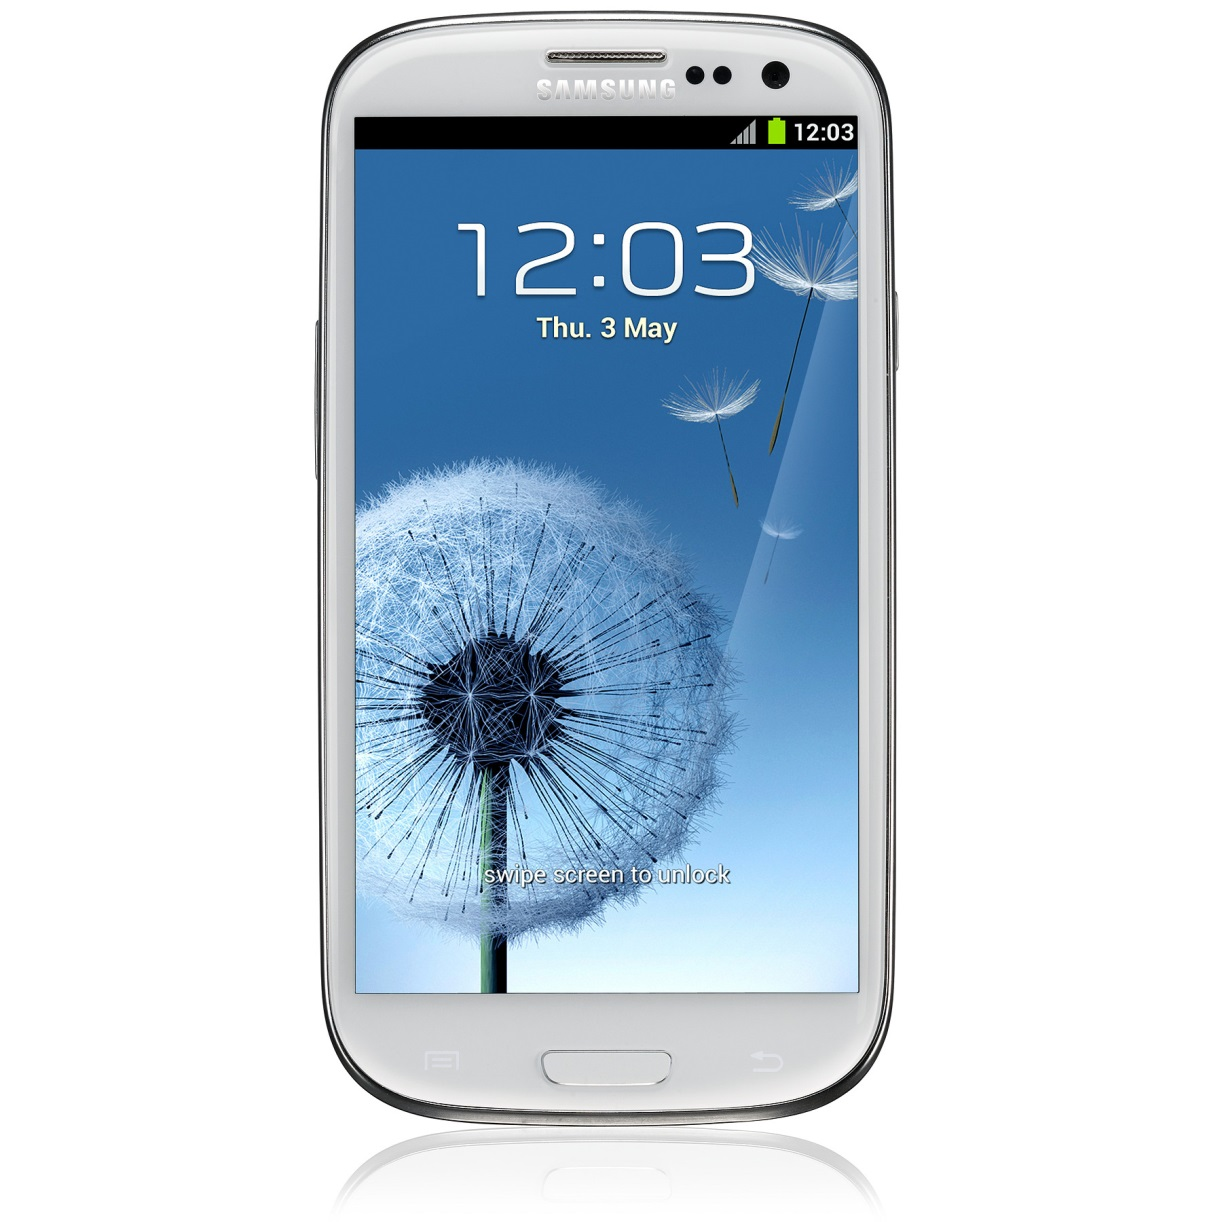 SAMSUNG
12:03
12:03
Thu. 3 May
swipe screen to unlock